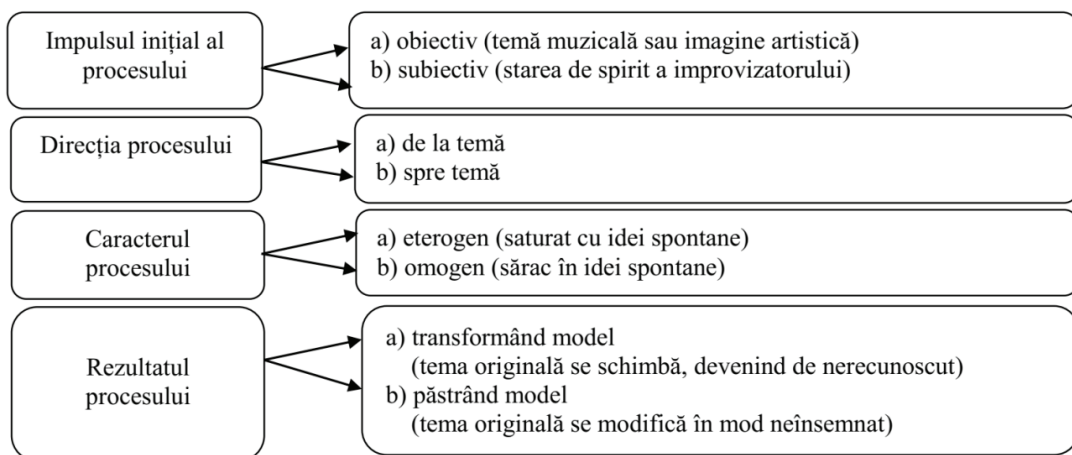 Impulsul inițial al
procesului
a) obiectiv (temă muzicală sau imagine artistică)
b) subiectiv (starea de spirit a improvizatorului)
Direcția procesului
a) de la temă
b) spre temă
Caracterul
procesului
a) eterogen (saturat cu idei spontane)
b) omogen (sărac în idei spontane)
Rezultatul
procesului
a) transformând model
(tema originală se schimbă, devenind de nerecunoscut)
b) păstrând model
(tema originală se modifică în mod neînsemnat)